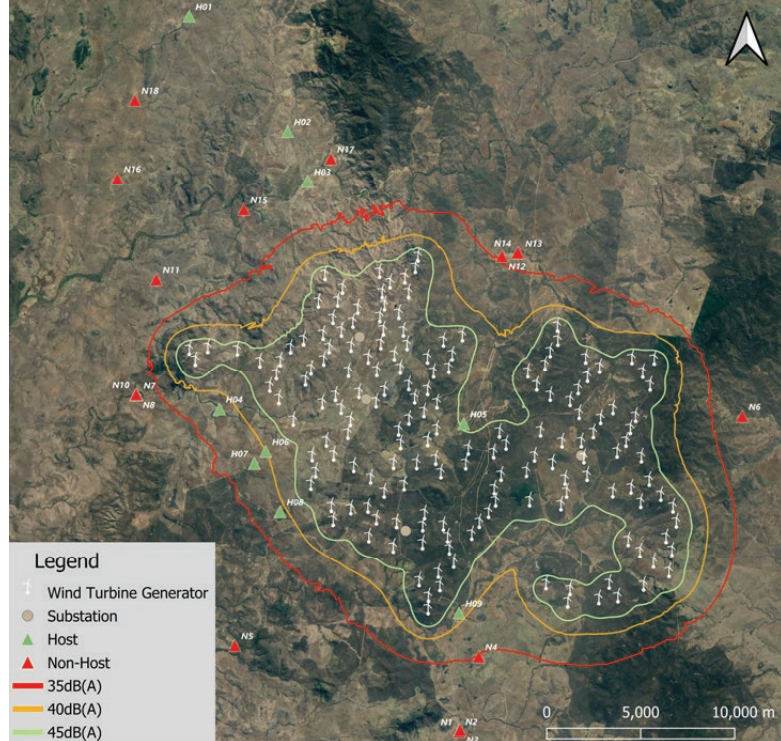 H01
N18
H02
N17
N16
H03
N15
N14
N13
N12
N11
N10
N7
N8
H04
H05
N6
H06
H07
H08
H09
N5
N4
N1
N2
N3
Legend
Wind Turbine Generator
Substation
Host
Non-Host
35dB(A)
40dB(A)
45dB(A)
0
5,000
10,000 m